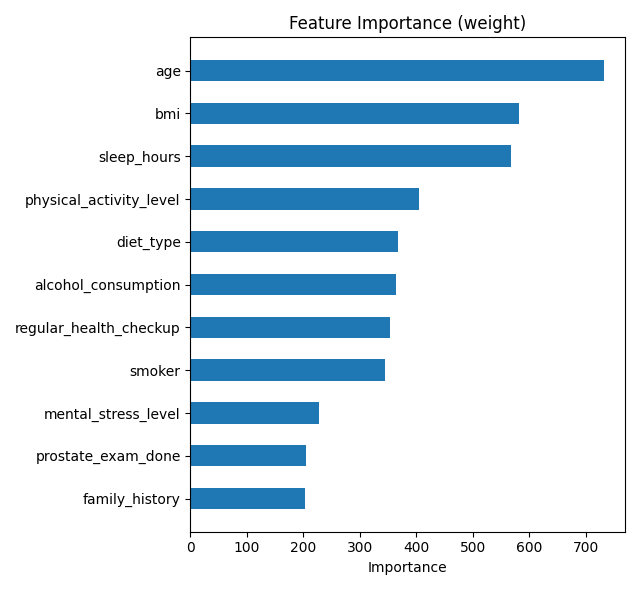 Feature Importance (weight)
age
bmi
sleep_hours
physical_activity_level
diet_type
alcohol_consumption
regular_health_checkup
smoker
mental_stress_level
prostate_exam_done
family_history
0 100 200 300 400 500 600 700
Importance